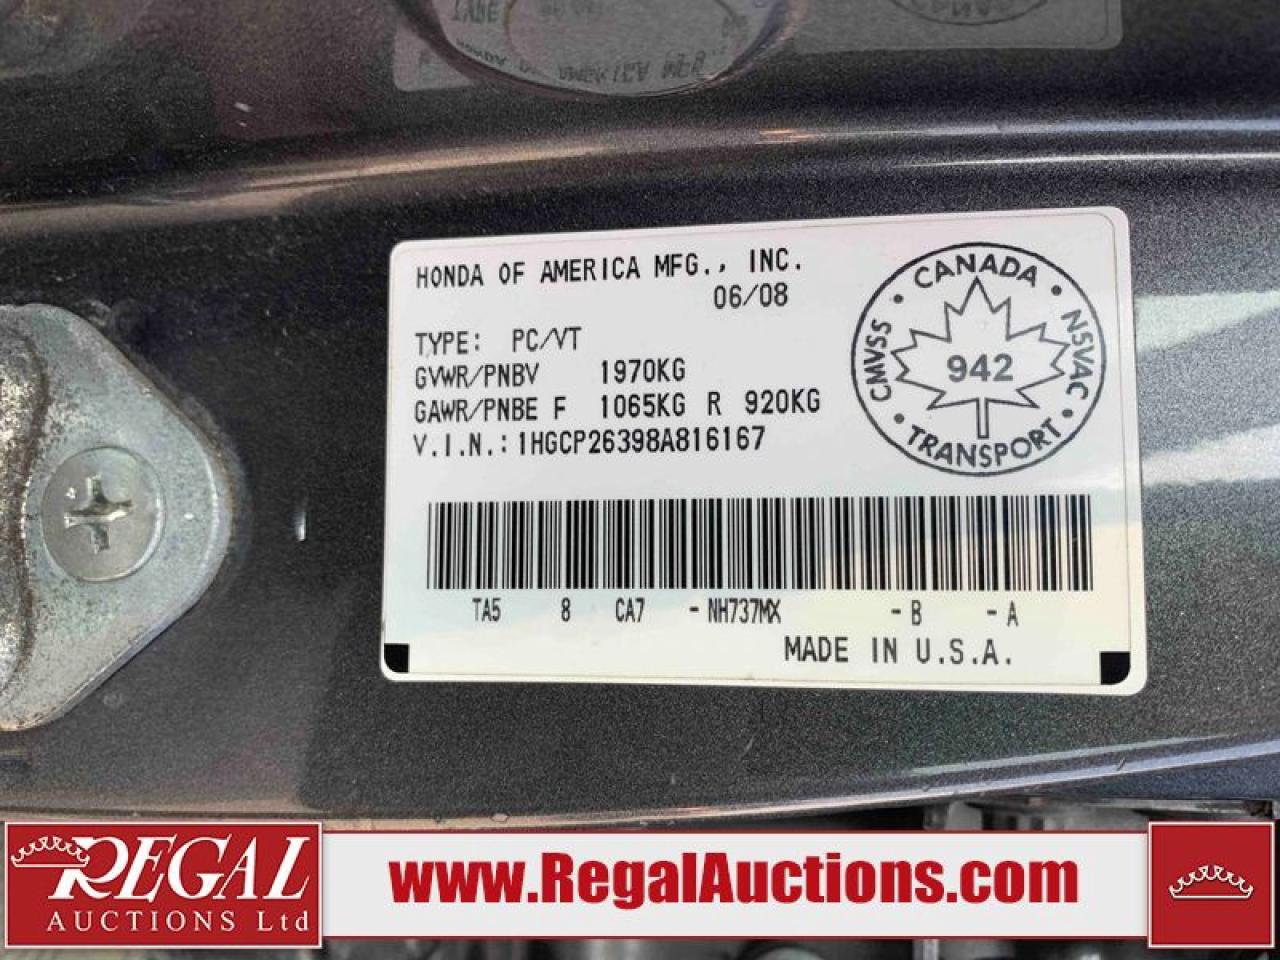 HONDA OF AMERICA MFG., INC.
06/08
TYPE: PC/VT
GVWR/PNBV 1970KG
GAWR/PNBE F 1065KG R 920KG
V.I.N.: 1HGCP26398A816167
CANADA • NSVAC • TRANSPORT • CMVSS •
942
TA5 8 CA7 - NH737MX - B - A
MADE IN U.S.A.
REGAL
AUCTIONS Ltd
www.RegalAuctions.com